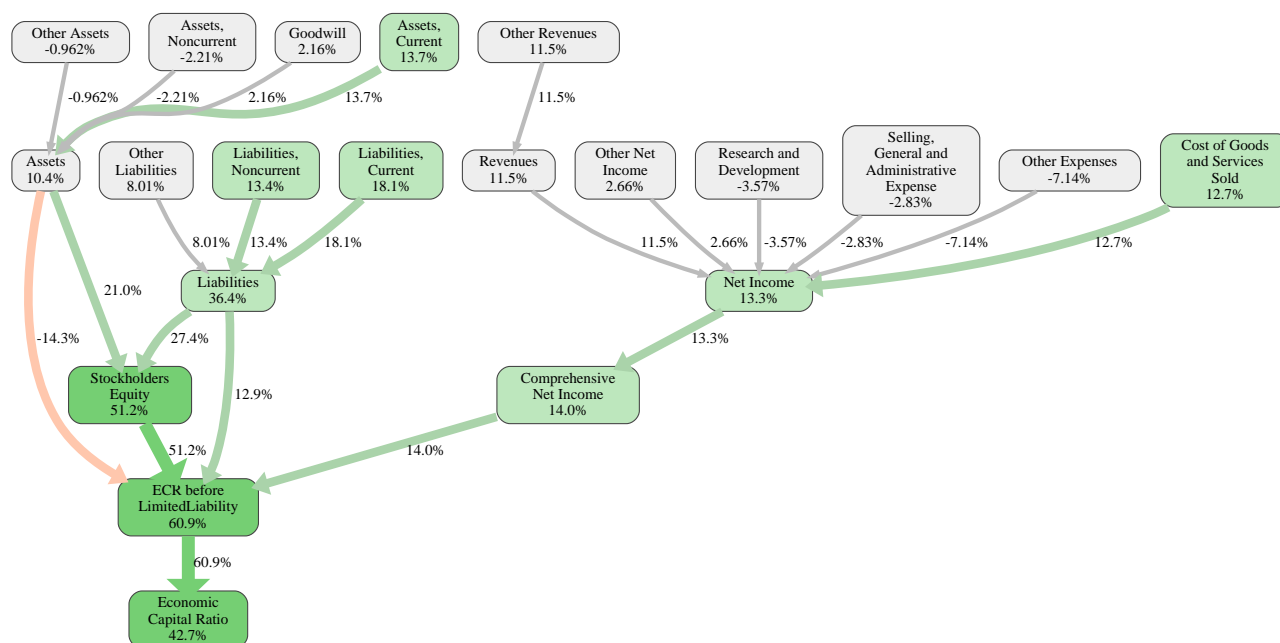 Other Assets
-0.962%
Assets,
Noncurrent
-2.21%
Goodwill
2.16%
Assets,
Current
13.7%
Other Revenues
11.5%
-0.962%
-2.21%
2.16%
13.7%
11.5%
Assets
10.4%
Other
Liabilities
8.01%
Liabilities,
Noncurrent
13.4%
Liabilities,
Current
18.1%
Revenues
11.5%
Other Net
Income
2.66%
Research and
Development
-3.57%
Selling,
General and
Administrative
Expense
-2.83%
Other Expenses
-7.14%
Cost of Goods
and Services
Sold
12.7%
8.01%
13.4%
18.1%
11.5%
2.66%
-3.57%
-2.83%
-7.14%
12.7%
21.0%
Liabilities
36.4%
Net Income
13.3%
-14.3%
27.4%
13.3%
Stockholders
Equity
51.2%
12.9%
Comprehensive
Net Income
14.0%
51.2%
14.0%
ECR before
LimitedLiability
60.9%
60.9%
Economic
Capital Ratio
42.7%